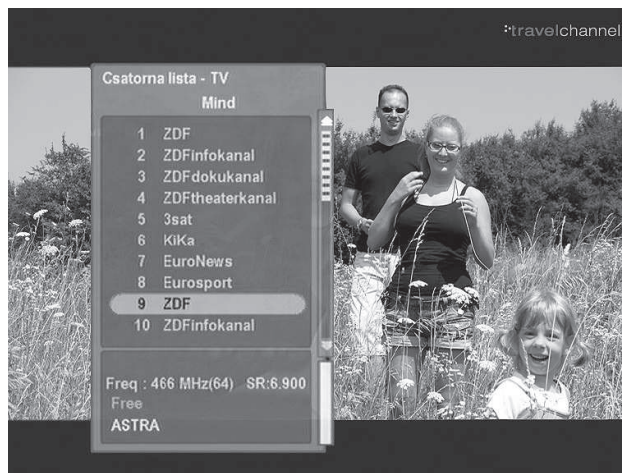 travelchannel
Csatorna lista - TV
Mind
1 ZDF
2 ZDFinfokanal
3 ZDFdokukanal
4 ZDFtheaterkanal
5 3sat
6 KiKa
7 EuroNews
8 Eurosport
9 ZDF
10 ZDFinfokanal
Freq : 466 MHz(64) SR:6.900
Free
ASTRA